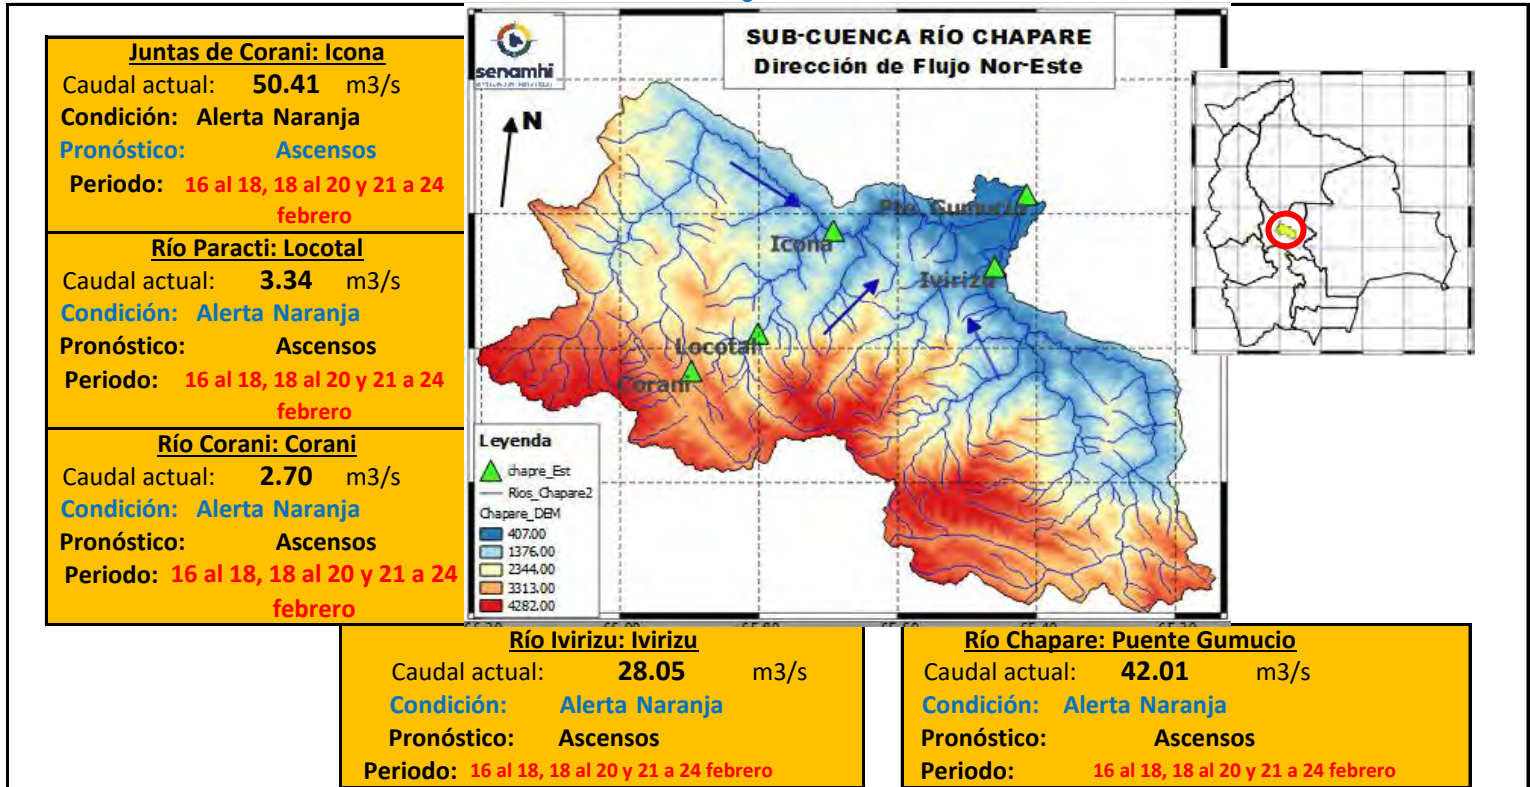 Juntas de Corani: Icona
Caudal actual: 50.41 m3/s
Condición: Alerta Naranja
Pronóstico: Ascensos
Periodo: 16 al 18, 18 al 20 y 21 a 24
febrero
Río Paracti: Locotal
Caudal actual: 3.34 m3/s
Condición: Alerta Naranja
Pronóstico: Ascensos
Periodo: 16 al 18, 18 al 20 y 21 a 24
febrero
Río Corani: Corani
Caudal actual: 2.70 m3/s
Condición: Alerta Naranja
Pronóstico: Ascensos
Periodo: 16 al 18, 18 al 20 y 21 a 24
febrero
senamhi
SUB-CUENCA RÍO CHAPARE
Dirección de Flujo Nor-Este
N
Pte. Gumucio
Icona
Ivirizu
Locotal
Corani
Leyenda
chapre_Est
Rios_Chapare2
Chapare_DEM
407.00
1376.00
2344.00
3313.00
4282.00
Río Ivirizu: Ivirizu
Caudal actual: 28.05 m3/s
Condición: Alerta Naranja
Pronóstico: Ascensos
Periodo: 16 al 18, 18 al 20 y 21 a 24 febrero
Río Chapare: Puente Gumucio
Caudal actual: 42.01 m3/s
Condición: Alerta Naranja
Pronóstico: Ascensos
Periodo: 16 al 18, 18 al 20 y 21 a 24 febrero